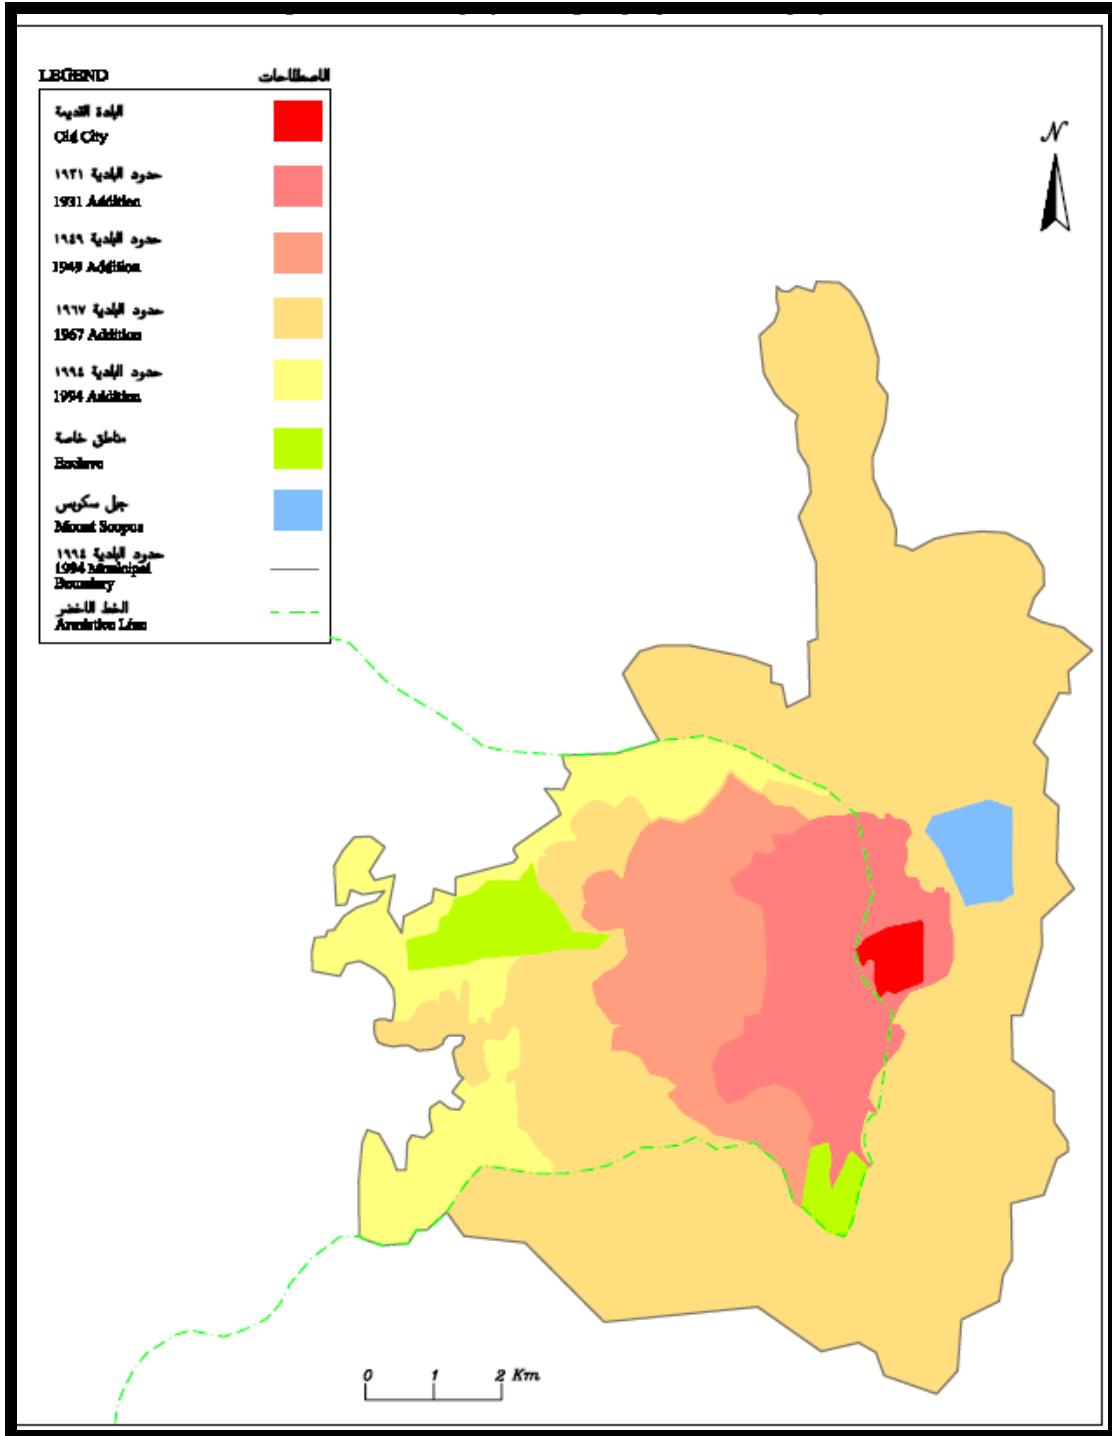 LEGEND
الاصطلاحات
البلدة القديمة
Old City
حدود البلدية ١٩٣١
1931 Addition
حدود البلدية ١٩٤٩
1949 Addition
حدود البلدية ١٩٦٧
1967 Addition
حدود البلدية ١٩٩٤
1994 Addition
مناطق خاصة
Enclave
جبل سكوبس
Mount Scopus
حدود البلدية ١٩٩٤
1994 Municipal
Boundary
الخط الاخضر
Armistice Line
N
0 1 2 Km